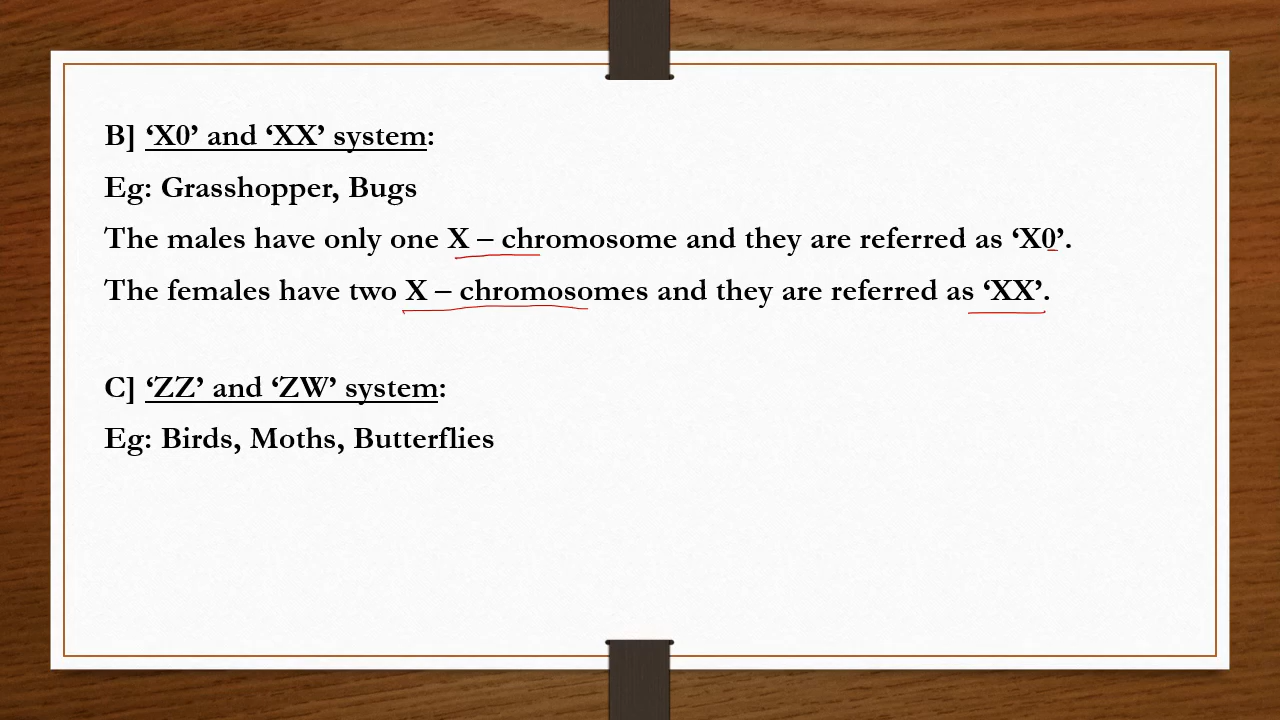 B] ‘X0’ and ‘XX’ system:
Eg: Grasshopper, Bugs
The males have only one X – chromosome and they are referred as ‘X0’.
The females have two X – chromosomes and they are referred as ‘XX’.
C] ‘ZZ’ and ‘ZW’ system:
Eg: Birds, Moths, Butterflies